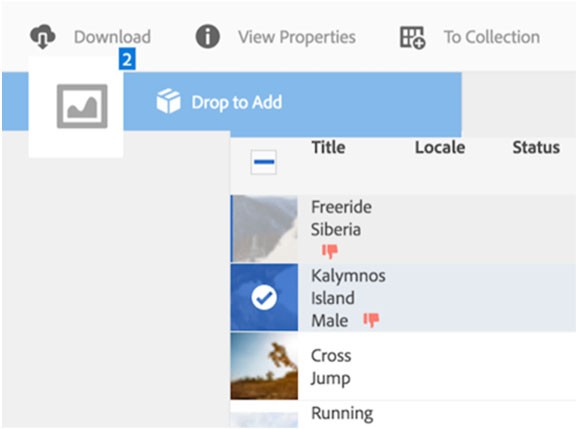 Download
View Properties
To Collection
2
Drop to Add
Title
Locale
Status
Freeride
Siberia
Kalymnos
Island
Male
Cross
Jump
Running